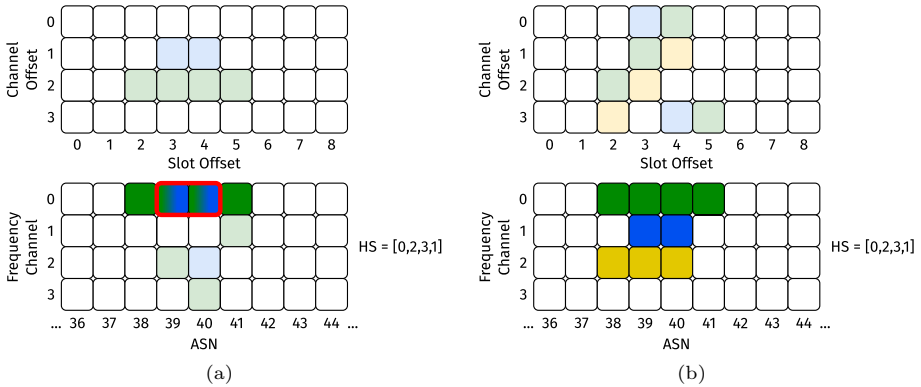 0
1
2
3
Channel
Offset
0 1 2 3 4 5 6 7 8
Slot Offset
0
1
2
3
Frequency
Channel
HS = [0,2,3,1]
... 36 37 38 39 40 41 42 43 44 ...
ASN
(a)
0
1
2
3
Channel
Offset
0 1 2 3 4 5 6 7 8
Slot Offset
0
1
2
3
Frequency
Channel
HS = [0,2,3,1]
... 36 37 38 39 40 41 42 43 44 ...
ASN
(b)